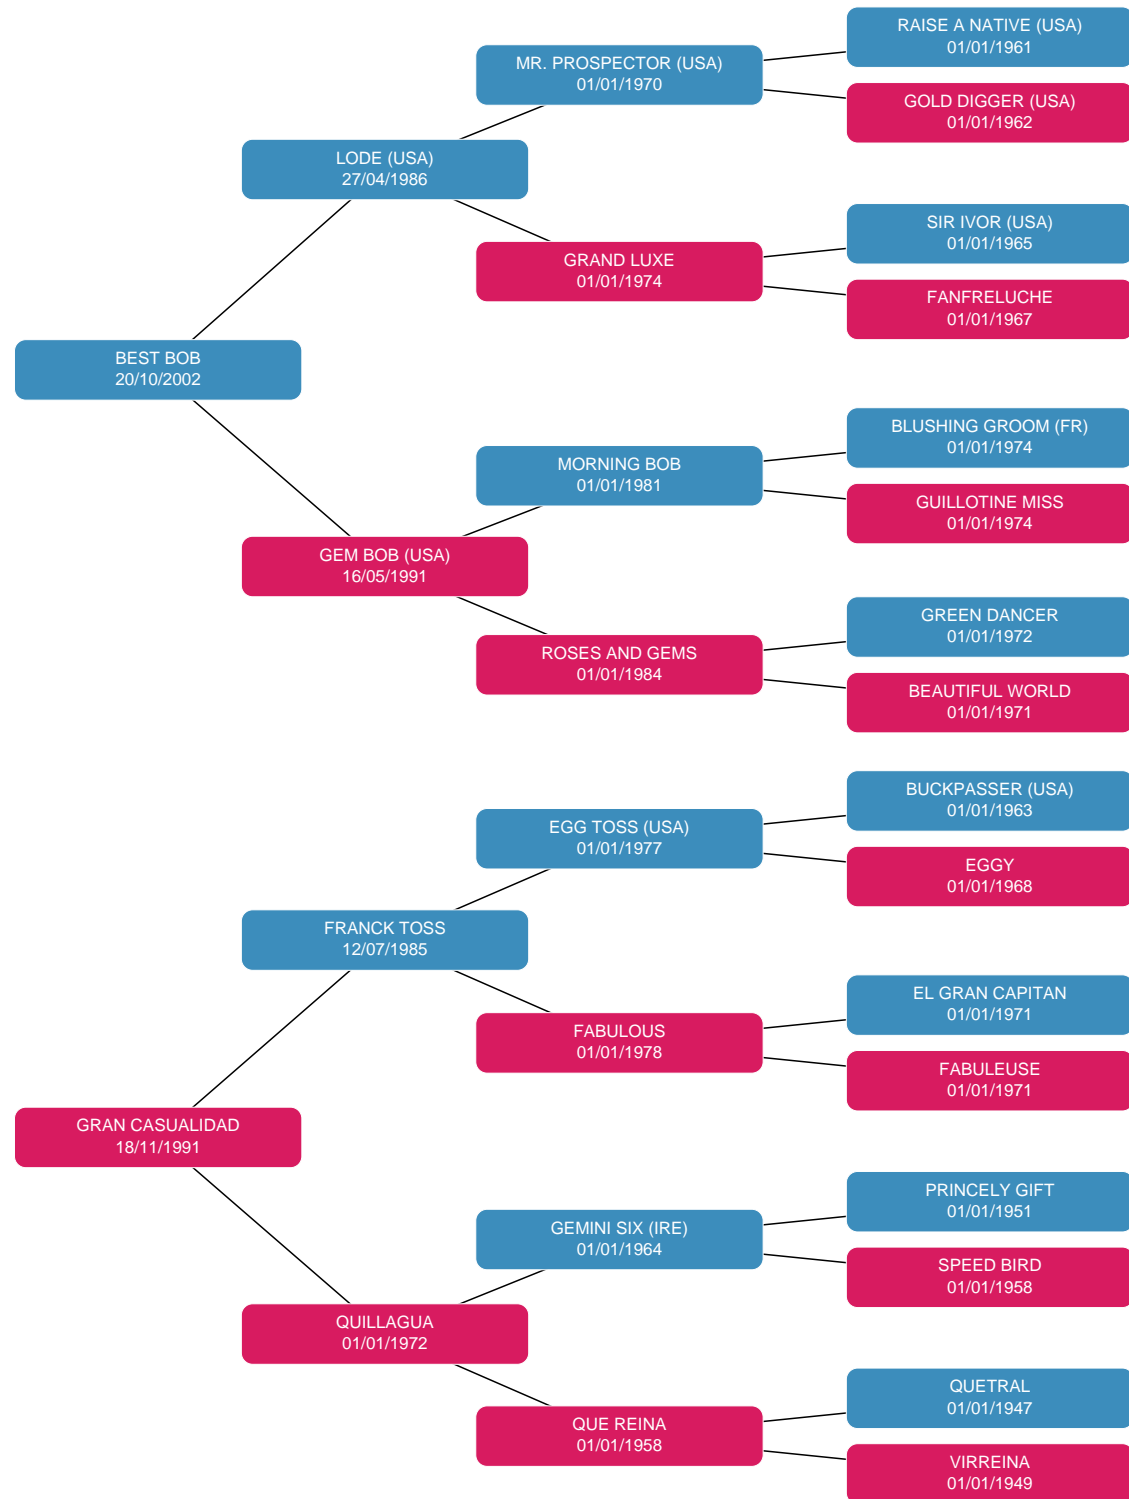 RAISE A NATIVE (USA)
01/01/1961
MR. PROSPECTOR (USA)
01/01/1970
GOLD DIGGER (USA)
01/01/1962
LODE (USA)
27/04/1986
SIR IVOR (USA)
01/01/1965
GRAND LUXE
01/01/1974
FANFRELUCHE
01/01/1967
BEST BOB
20/10/2002
BLUSHING GROOM (FR)
01/01/1974
MORNING BOB
01/01/1981
GUILLOTINE MISS
01/01/1974
GEM BOB (USA)
16/05/1991
GREEN DANCER
01/01/1972
ROSES AND GEMS
01/01/1984
BEAUTIFUL WORLD
01/01/1971
BUCKPASSER (USA)
01/01/1963
EGG TOSS (USA)
01/01/1977
EGGY
01/01/1968
FRANCK TOSS
12/07/1985
EL GRAN CAPITAN
01/01/1971
FABULOUS
01/01/1978
FABULEUSE
01/01/1971
GRAN CASUALIDAD
18/11/1991
PRINCELY GIFT
01/01/1951
GEMINI SIX (IRE)
01/01/1964
SPEED BIRD
01/01/1958
QUILLAGUA
01/01/1972
QUETRAL
01/01/1947
QUE REINA
01/01/1958
VIRREINA
01/01/1949